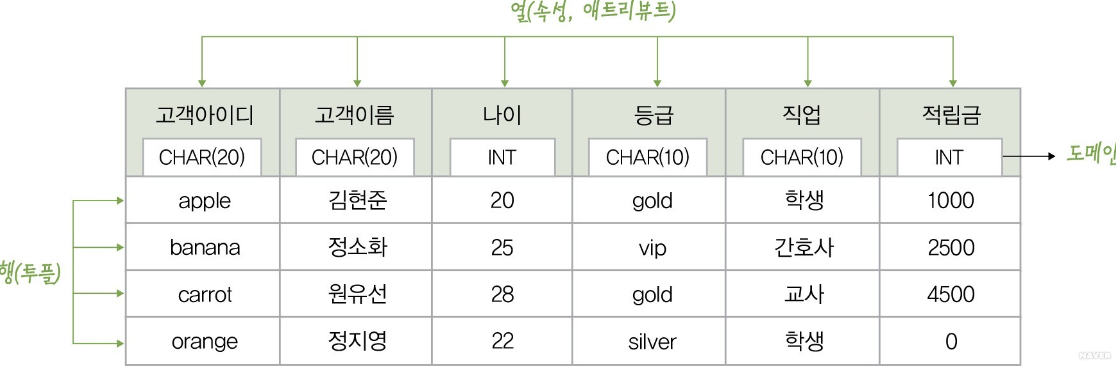 열(속성, 애트리뷰트)
고객아이디 고객이름 나이 등급 직업 적립금
CHAR(20) CHAR(20) INT CHAR(10) CHAR(10) INT
도메인
apple 김현준 20 gold 학생 1000
banana 정소화 25 vip 간호사 2500
행(투플)
carrot 원유선 28 gold 교사 4500
orange 정지영 22 silver 학생 0
NAVER